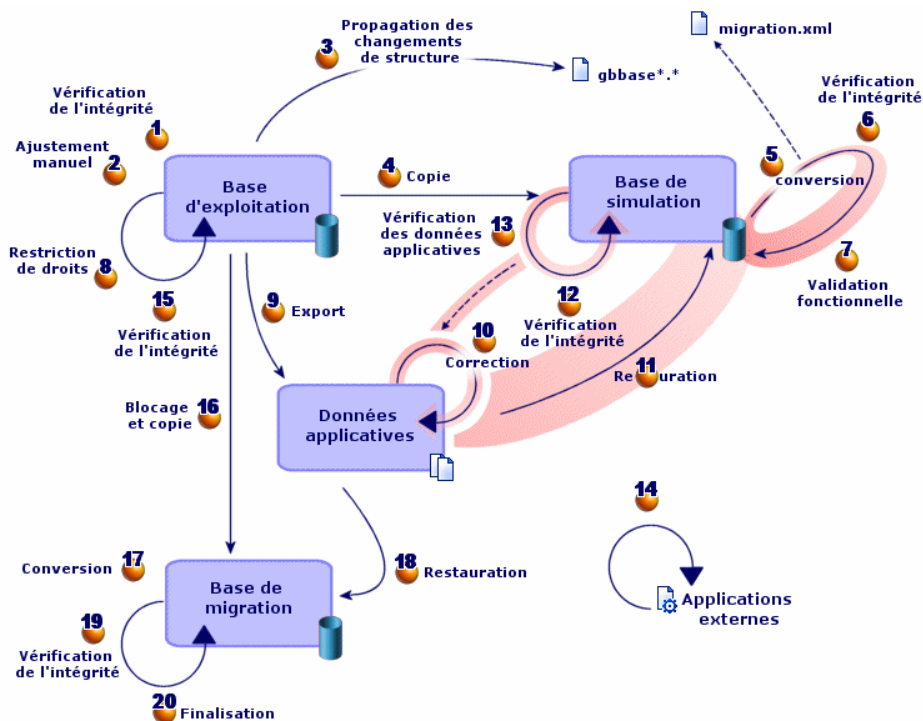 3
Propagation des
changements
de structure
migration.xml
gbbase*.*
Vérification
de l'intégrité
6
Vérification
de l'intégrité
1
Ajustement
manuel
2
4
Copie
5
conversion
Base
d'exploitation
Base de
simulation
Vérification
des données
applicatives
13
Restriction
de droits
8
7
Validation
fonctionnelle
15
Vérification
de l'intégrité
9
Export
12
Vérification
de l'intégrité
10
Correction
11
Blocage
et copie
16
Données
applicatives
14
Conversion
17
18
Restauration
Base de
migration
Applications
externes
19
Vérification
de l'intégrité
20
Finalisation